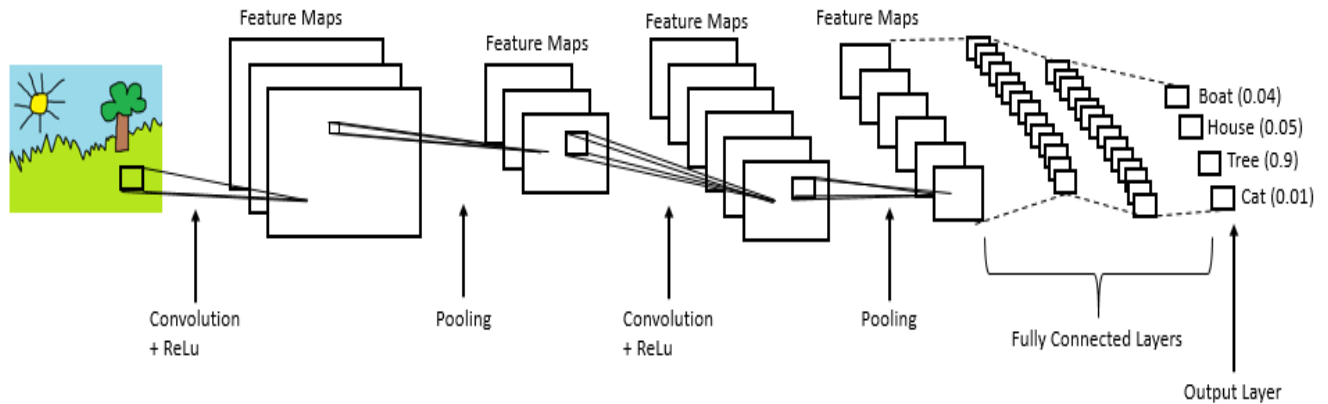 Feature Maps
Feature Maps
Feature Maps
Feature Maps
Boat (0.04)
House (0.05)
Tree (0.9)
Cat (0.01)
Convolution
+ ReLu
Pooling
Convolution
+ ReLu
Pooling
Fully Connected Layers
Output Layer